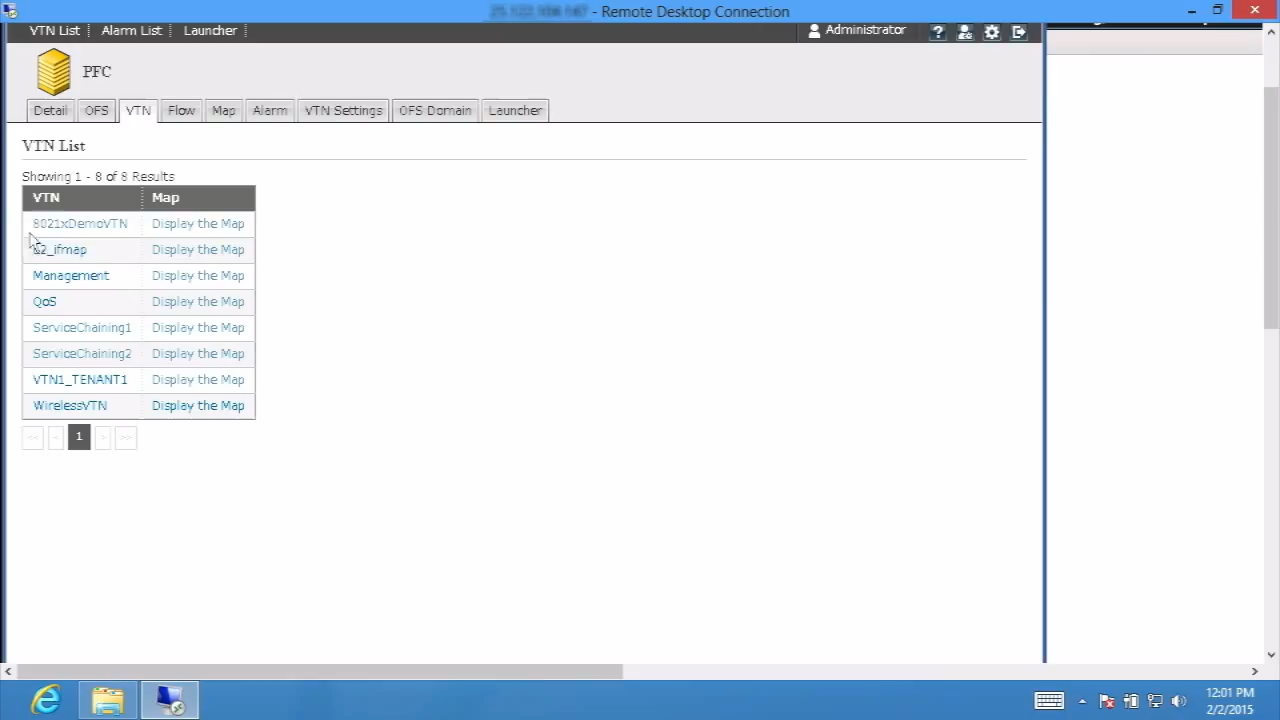 - Remote Desktop Connection
VTN List Alarm List Launcher Administrator
PFC
Detail OFS VTN Flow Map Alarm VTN Settings OFS Domain Launcher
VTN List
Showing 1 - 8 of 8 Results
VTN Map
8021xDemoVTN Display the Map
_ifmap Display the Map
Management Display the Map
QoS Display the Map
ServiceChaining1 Display the Map
ServiceChaining2 Display the Map
VTN1_TENANT1 Display the Map
WirelessVTN Display the Map
<< < 1 > >>
12:01 PM
2/2/2015